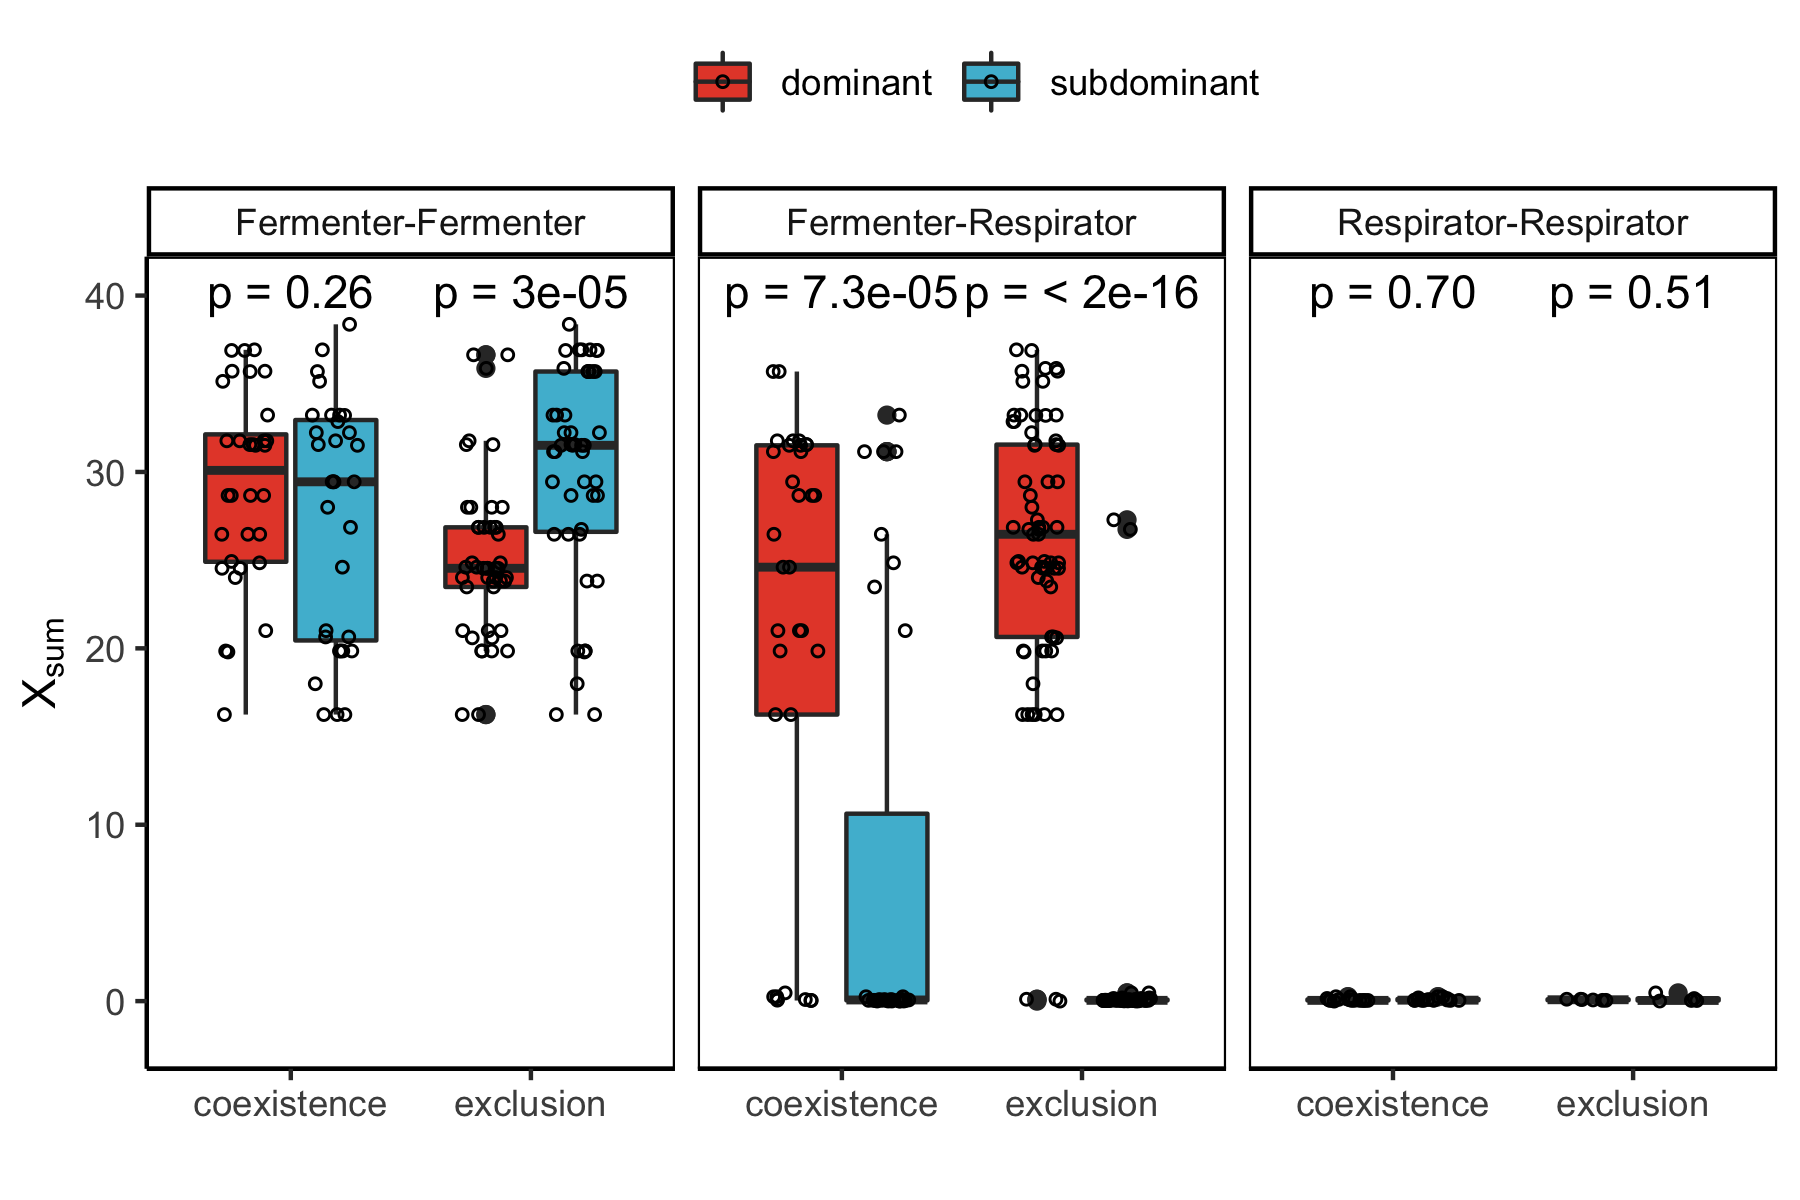 dominant subdominant
Fermenter-Fermenter Fermenter-Respirator Respirator-Respirator
p = 0.26 p = 3e-05 p = 7.3e-05 p = < 2e-16 p = 0.70 p = 0.51
40
30
20
10
0
Xsum
coexistence exclusion coexistence exclusion coexistence exclusion